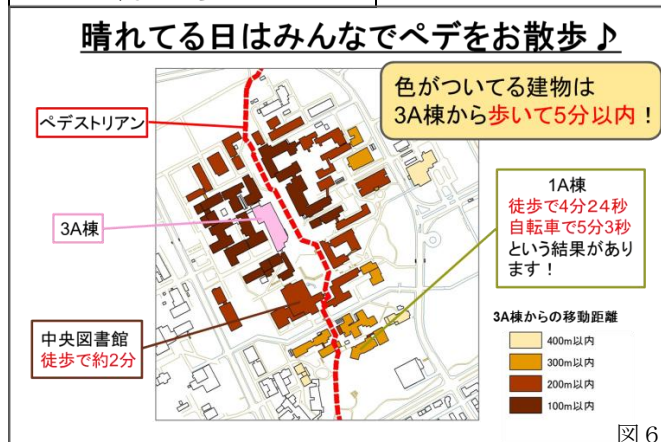 晴れてる日はみんなでペデをお散歩♪
色がついてる建物は
3A棟から歩いて5分以内！
ペデストリアン
3A棟
1A棟
徒歩で4分24秒
自転車で5分3秒
という結果があり
ます！
中央図書館
徒歩で約2分
3A棟からの移動距離
400m以内
300m以内
200m以内
100m以内
図6